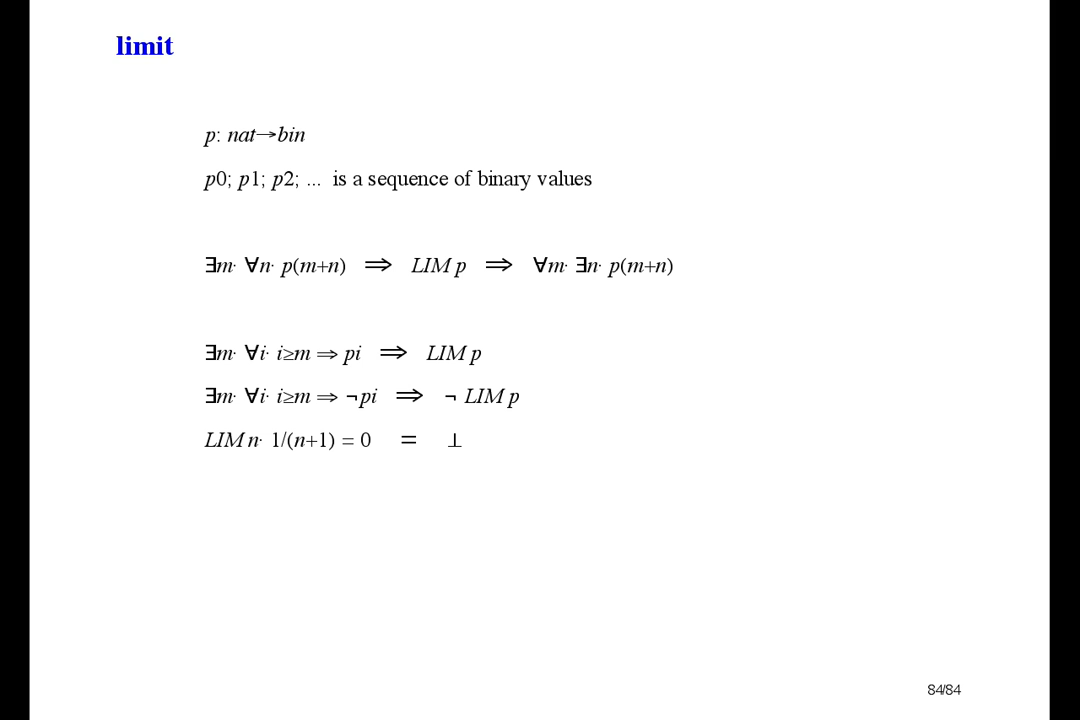 limit
p: nat→bin
p0; p1; p2; ... is a sequence of binary values
∃m· ∀n· p(m+n) ⇒ LIM p ⇒ ∀m· ∃n· p(m+n)
∃m· ∀i· i≥m ⇒ pi ⇒ LIM p
∃m· ∀i· i≥m ⇒ ¬pi ⇒ ¬ LIM p
LIM n· 1/(n+1) = 0 = ⊥
84/84